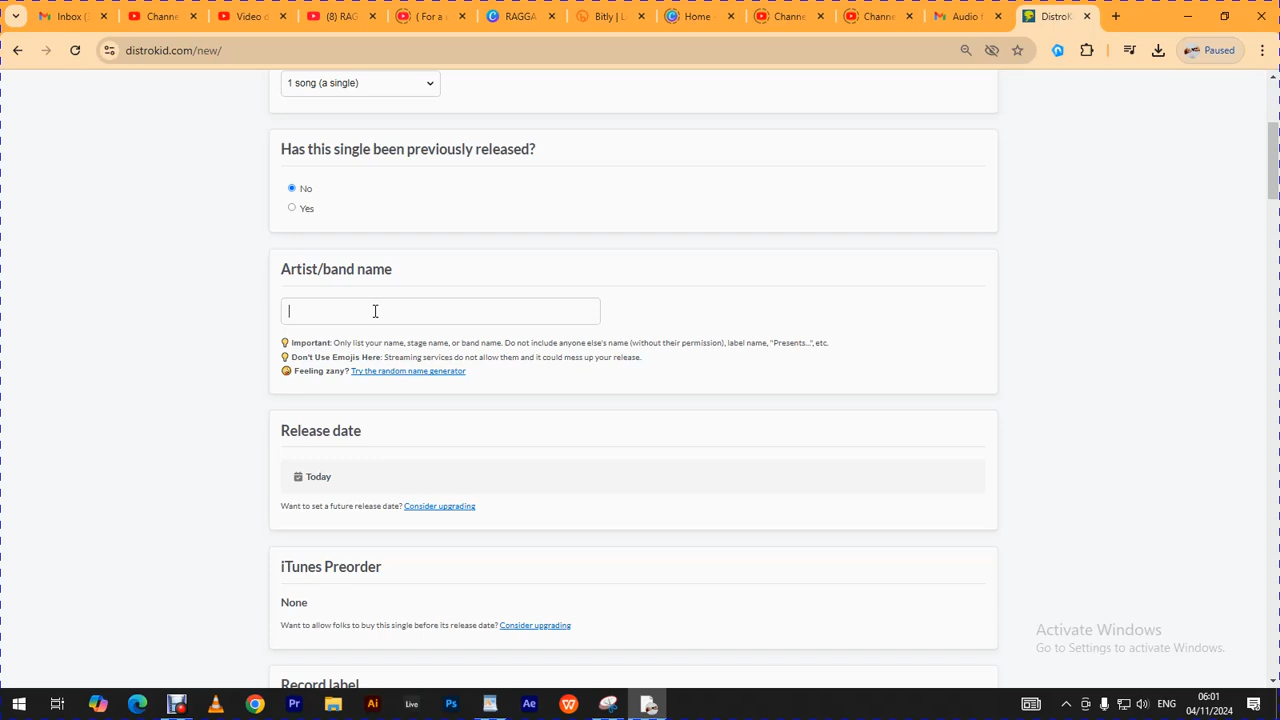 Inbox (3
Channe
Video d
(8) RAG
( For a
RAGGA
Bitly | L
Home -
Channe
Channe
Audio f
DistroK
distrokid.com/new/
Paused
1 song (a single)
Has this single been previously released?
No
Yes
Artist/band name
Important: Only list your name, stage name, or band name. Do not include anyone else's name (without their permission), label name, "Presents...", etc.
Don't Use Emojis Here: Streaming services do not allow them and it could mess up your release.
Feeling zany? Try the random name generator
Release date
Today
Want to set a future release date? Consider upgrading
iTunes Preorder
None
Want to allow folks to buy this single before its release date? Consider upgrading
Record label
Activate Windows
Go to Settings to activate Windows.
Pr
Ai
Live
Ps
Ae
ENG
06:01
04/11/2024